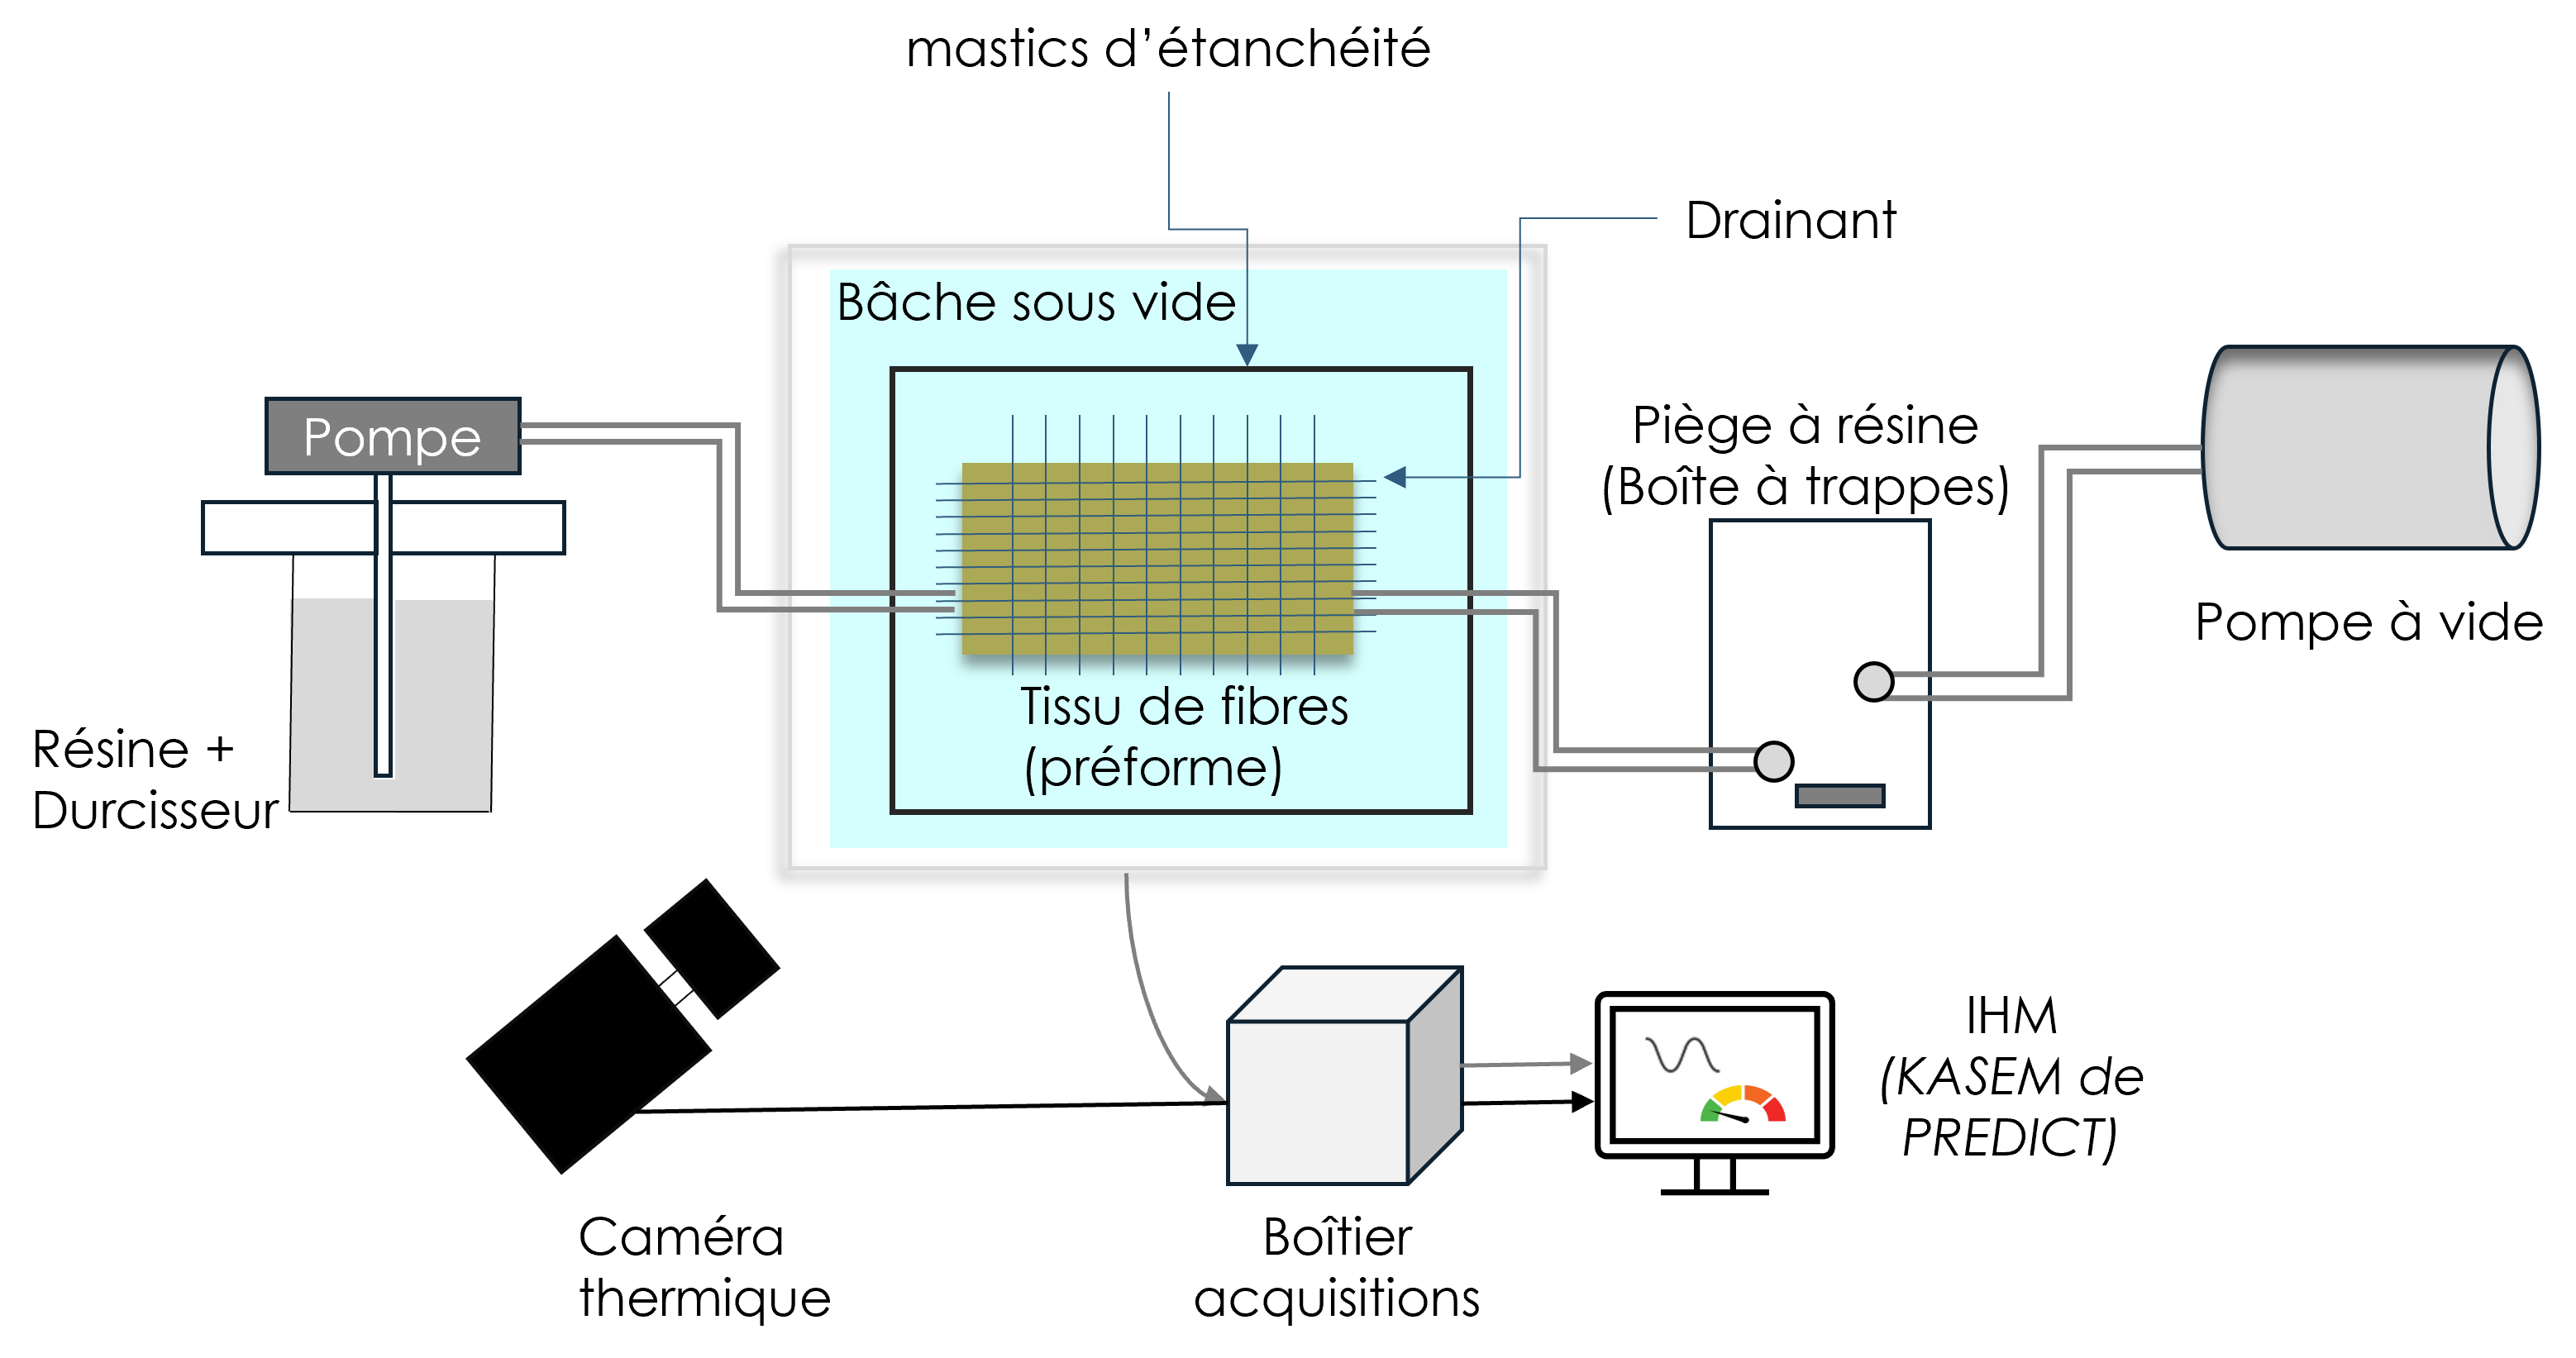 mastics d’étanchéité
Drainant
Bâche sous vide
Pompe
Piège à résine
(Boîte à trappes)
Pompe à vide
Tissu de fibres
(préforme)
Résine +
Durcisseur
IHM
(KASEM de
PREDICT)
Caméra
thermique
Boîtier
acquisitions